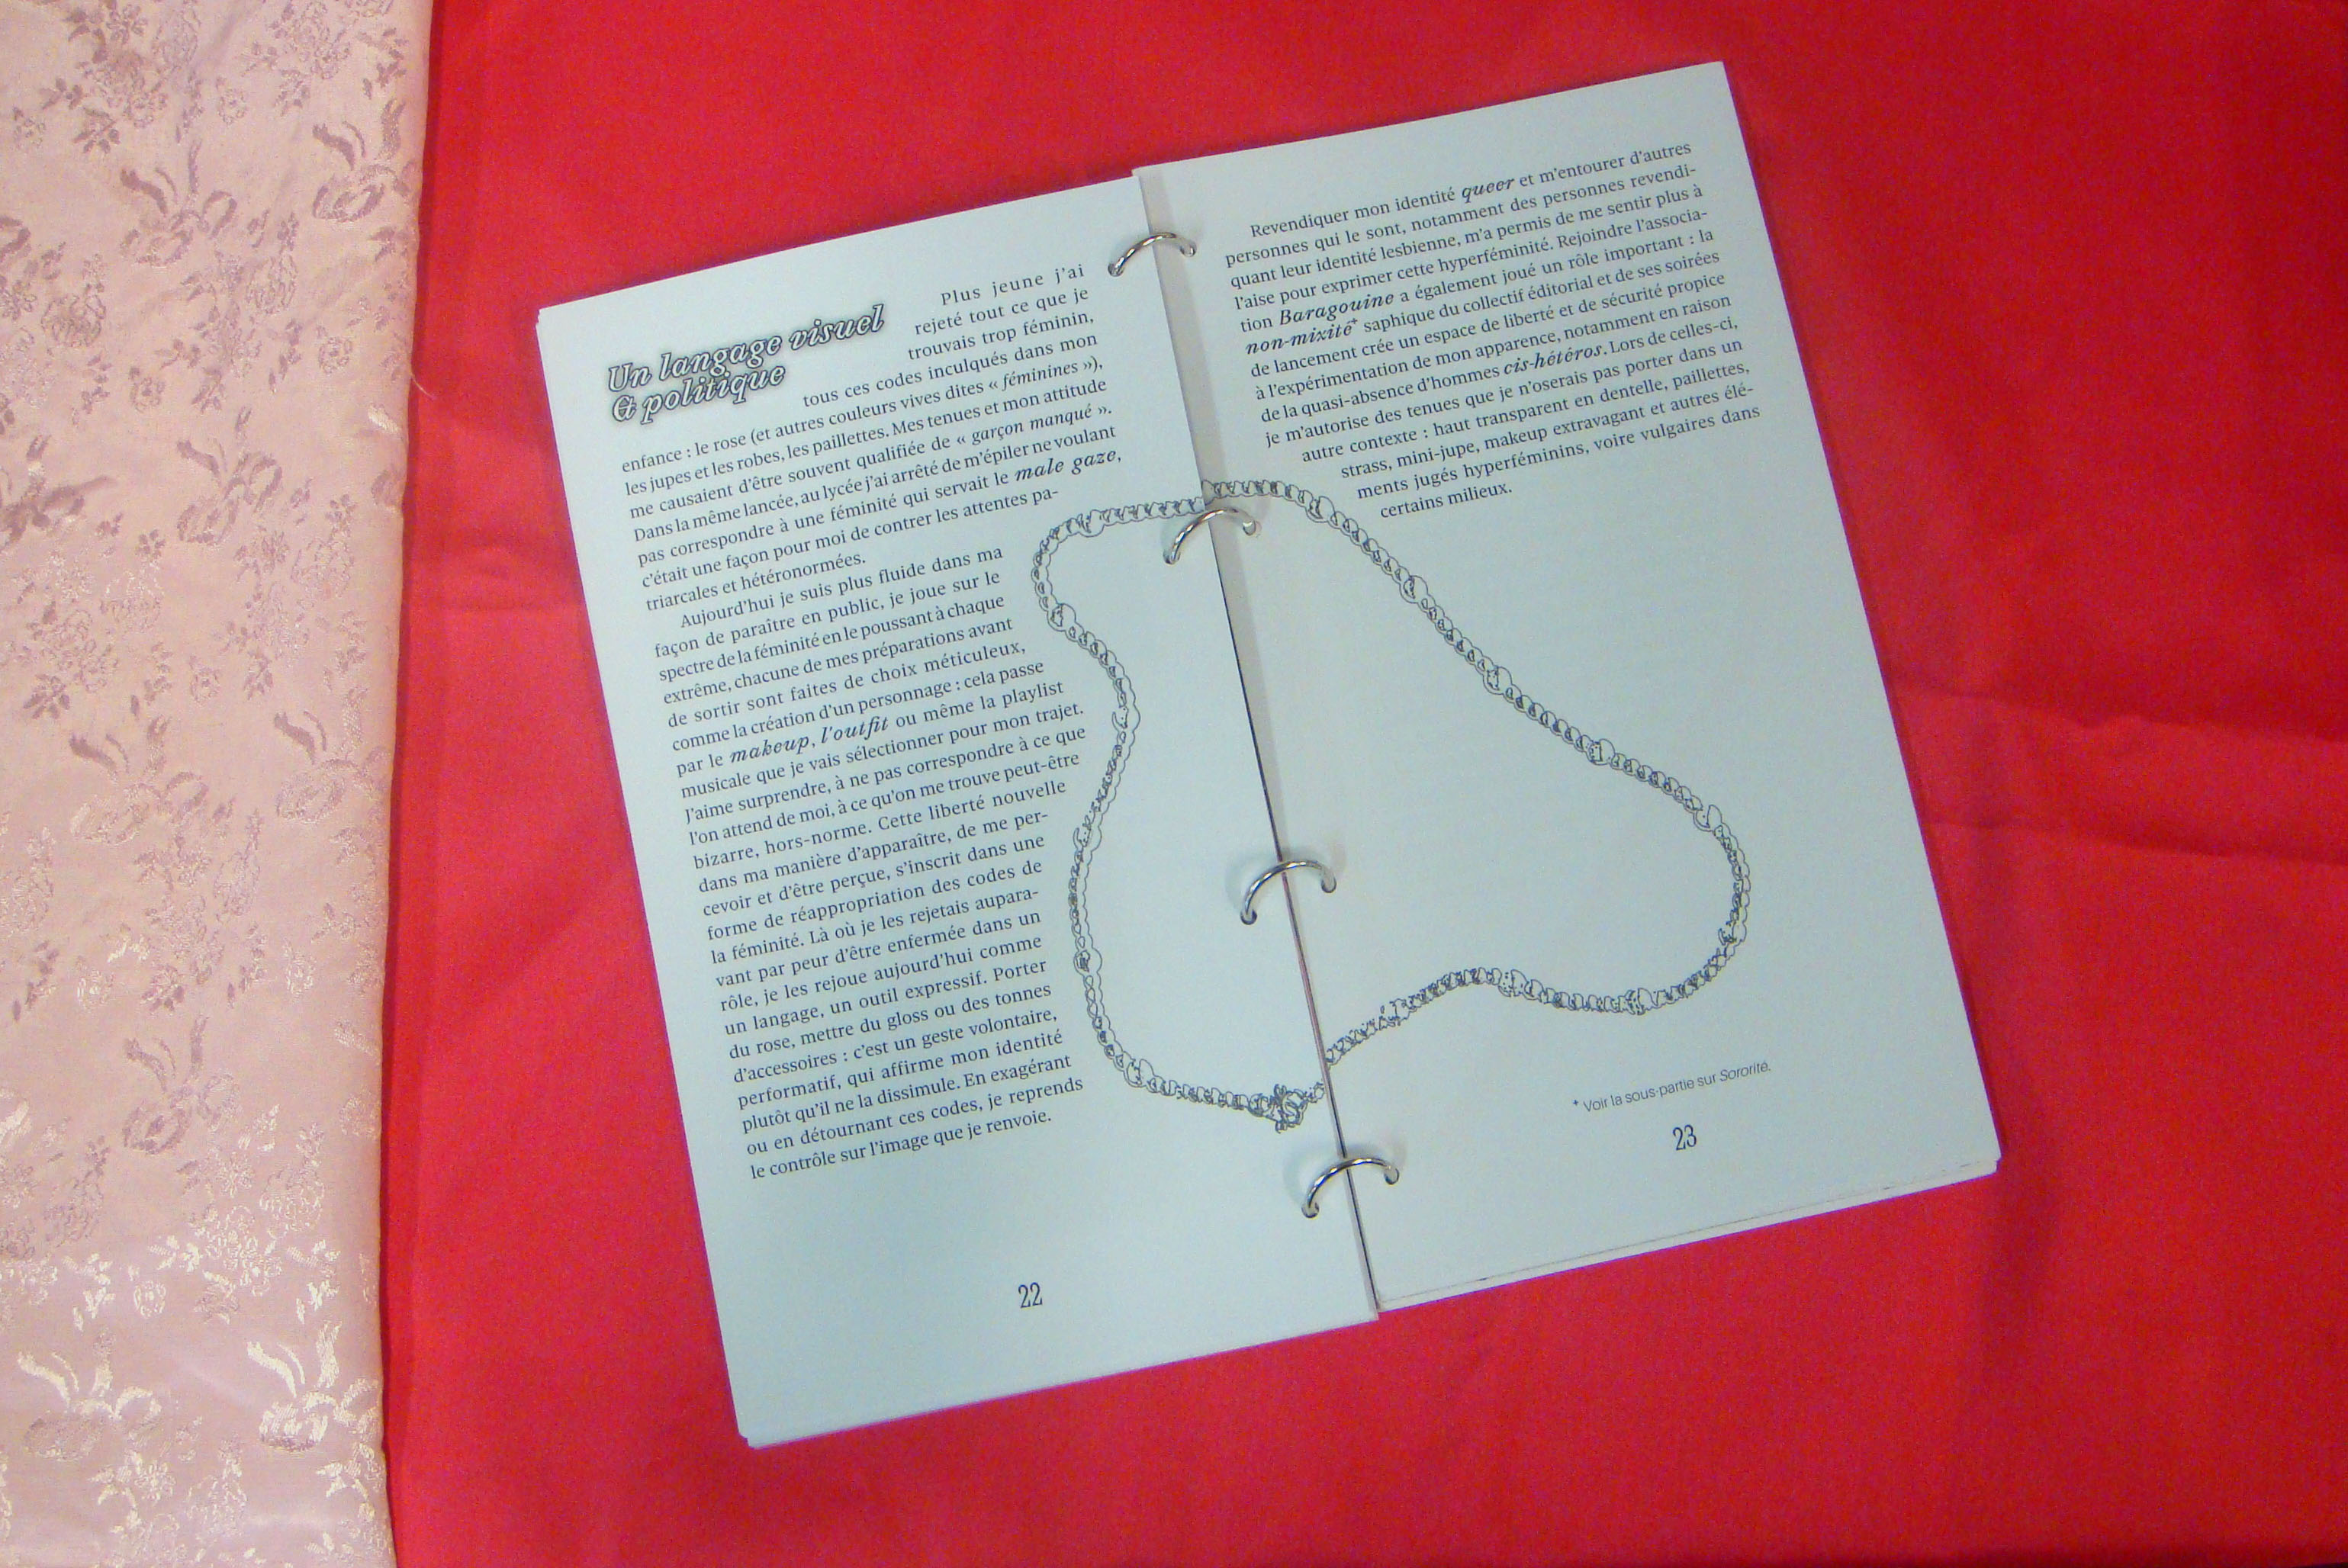 Un langage visuel
& politique
Plus jeune j'ai
rejeté tout ce que je
trouvais trop féminin,
tous ces codes inculqués dans mon
enfance : le rose (et autres couleurs vives dites « féminines »),
les jupes et les robes, les paillettes. Mes tenues et mon attitude
me causaient d'être souvent qualifiée de « garçon manqué ».
Dans la même lancée, au lycée j'ai arrêté de m'épiler ne voulant
pas correspondre à une féminité qui servait le male gaze,
c'était une façon pour moi de contrer les attentes pa-
triarcales et hétéronormées.
Aujourd'hui je suis plus fluide dans ma
façon de paraître en public, je joue sur le
spectre de la féminité en le poussant à chaque
extrême, chacune de mes préparations avant
de sortir sont faites de choix méticuleux,
comme la création d'un personnage : cela passe
par le makeup, l'outfit ou même la playlist
musicale que je vais sélectionner pour mon trajet.
J'aime surprendre, à ne pas correspondre à ce que
l'on attend de moi, à ce qu'on me trouve peut-être
bizarre, hors-norme. Cette liberté nouvelle
dans ma manière d'apparaître, de me per-
cevoir et d'être perçue, s'inscrit dans une
forme de réappropriation des codes de
la féminité. Là où je les rejetais aupara-
vant par peur d'être enfermée dans un
rôle, je les rejoue aujourd'hui comme
un langage, un outil expressif. Porter
du rose, mettre du gloss ou des tonnes
d'accessoires : c'est un geste volontaire,
performatif, qui affirme mon identité
plutôt qu'il ne la dissimule. En exagérant
ou en détournant ces codes, je reprends
le contrôle sur l'image que je renvoie.
22
Revendiquer mon identité queer et m'entourer d'autres
personnes qui le sont, notamment des personnes revendi-
quant leur identité lesbienne, m'a permis de me sentir plus à
l'aise pour exprimer cette hyperféminité. Rejoindre l'associa-
tion Baragouine a également joué un rôle important : la
non-mixité⁺ saphique du collectif éditorial et de ses soirées
de lancement crée un espace de liberté et de sécurité propice
à l'expérimentation de mon apparence, notamment en raison
de la quasi-absence d'hommes cis-hétéros. Lors de celles-ci,
je m'autorise des tenues que je n'oserais pas porter dans un
autre contexte : haut transparent en dentelle, paillettes,
strass, mini-jupe, makeup extravagant et autres élé-
ments jugés hyperféminins, voire vulgaires dans
certains milieux.
⁺ Voir la sous-partie sur Sororité.
23